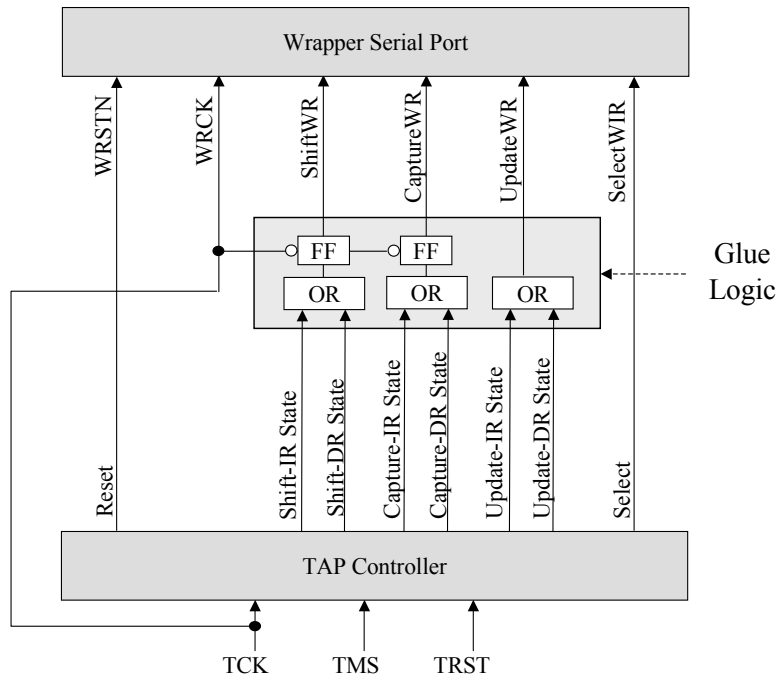 Wrapper Serial Port
WRSTN
WRCK
ShiftWR
CaptureWR
UpdateWR
SelectWIR
FF
FF
OR
OR
OR
Glue
Logic
Reset
Shift-IR State
Shift-DR State
Capture-IR State
Capture-DR State
Update-IR State
Update-DR State
Select
TAP Controller
TCK
TMS
TRST